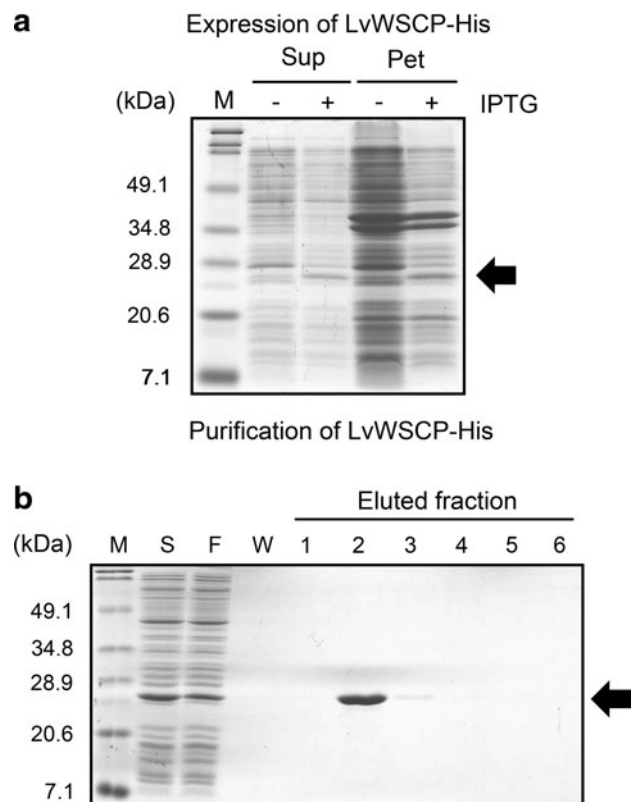 a
Expression of LvWSCP-His
Sup Pet
(kDa) M - + - + IPTG
49.1
34.8
28.9
20.6
7.1
Purification of LvWSCP-His
b
Eluted fraction
(kDa) M S F W 1 2 3 4 5 6
49.1
34.8
28.9
20.6
7.1